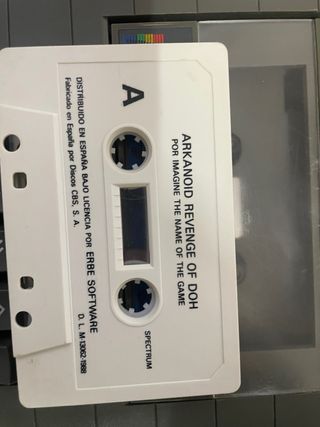 ARKANOID REVENGE OF DOH
POR IMAGINE THE NAME OF THE GAME
A
SPECTRUM
DISTRIBUIDO EN ESPAÑA BAJO LICENCIA POR ERBE SOFTWARE
Fabricado en España por Discos CBS, S. A.
D. L. M-13062-1988